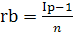 rb = Ip−1 / n